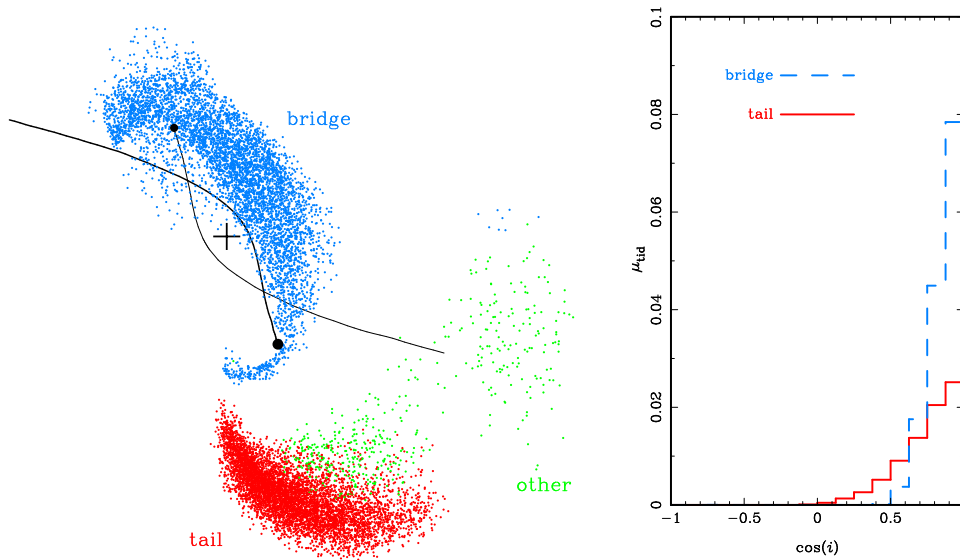 bridge
other
tail
bridge
tail
μtid
0.1
0.08
0.06
0.04
0.02
0
−1
−0.5
0
0.5
cos(i)